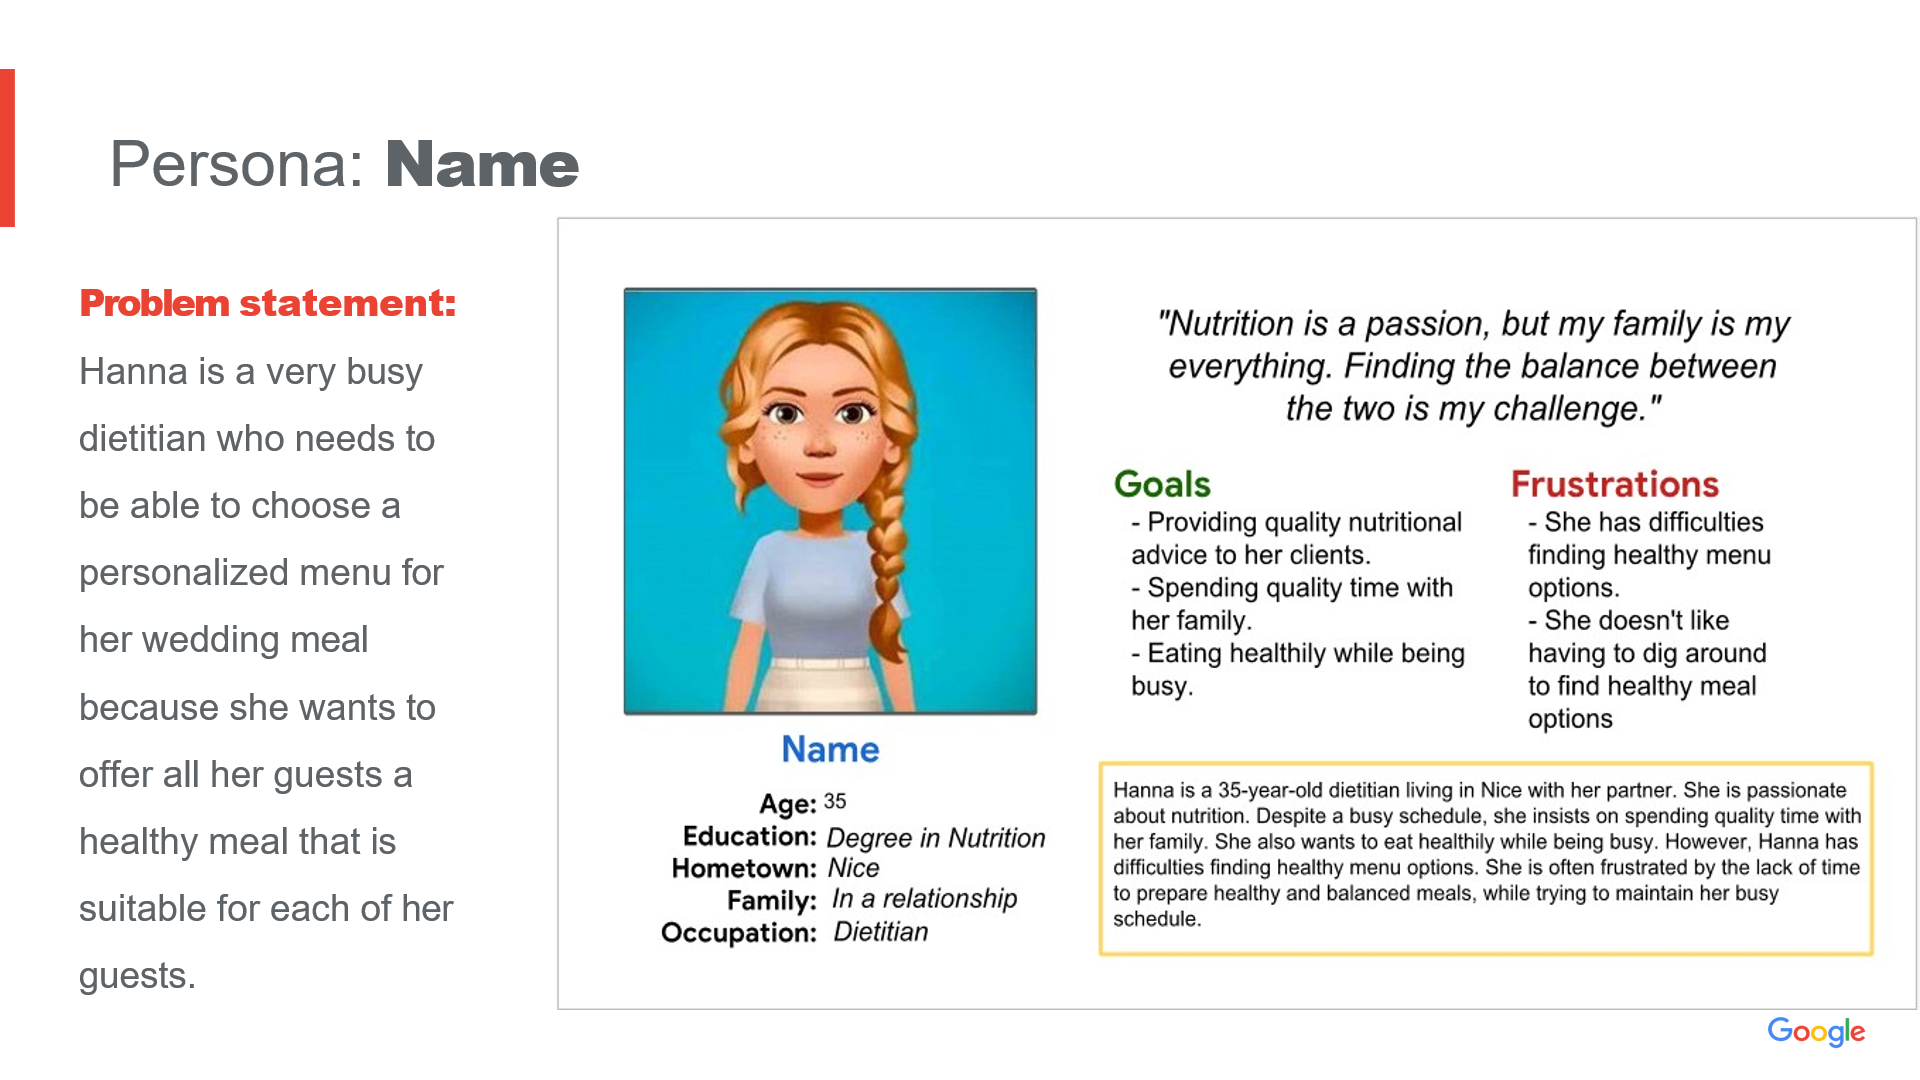 Persona: Name
Problem statement:
Hanna is a very busy
dietitian who needs to
be able to choose a
personalized menu for
her wedding meal
because she wants to
offer all her guests a
healthy meal that is
suitable for each of her
guests.
Name
Age: 35
Education: Degree in Nutrition
Hometown: Nice
Family: In a relationship
Occupation: Dietitian
"Nutrition is a passion, but my family is my
everything. Finding the balance between
the two is my challenge."
Goals
- Providing quality nutritional
advice to her clients.
- Spending quality time with
her family.
- Eating healthily while being
busy.
Frustrations
- She has difficulties
finding healthy menu
options.
- She doesn't like
having to dig around
to find healthy meal
options
Hanna is a 35-year-old dietitian living in Nice with her partner. She is passionate
about nutrition. Despite a busy schedule, she insists on spending quality time with
her family. She also wants to eat healthily while being busy. However, Hanna has
difficulties finding healthy menu options. She is often frustrated by the lack of time
to prepare healthy and balanced meals, while trying to maintain her busy
schedule.
Google